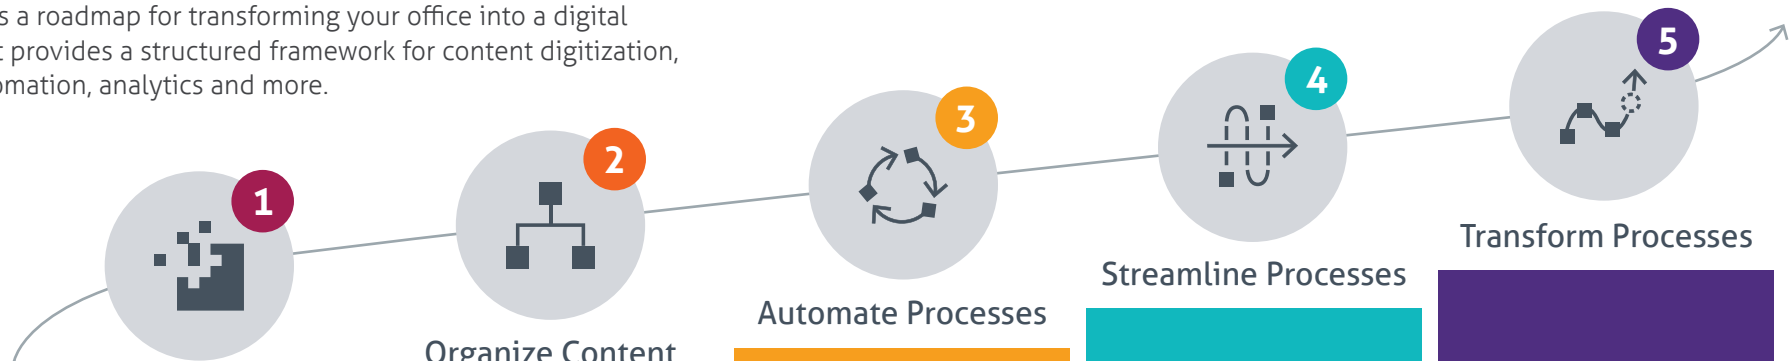 s a roadmap for transforming your office into a digital
t provides a structured framework for content digitization,
omation, analytics and more.
5
4
3
2
1
Transform Processes
Streamline Processes
Automate Processes
Organize Content